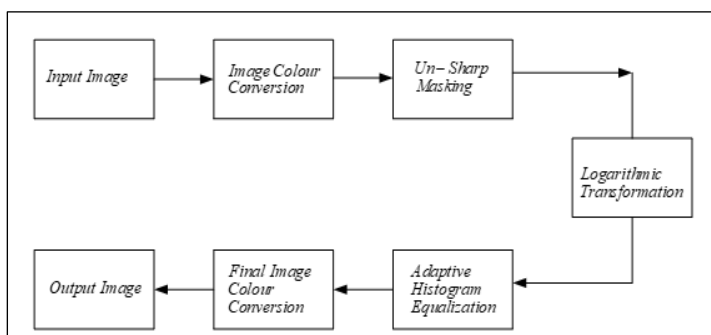 Input Image
Image Colour
Conversion
Un– Sharp
Masking
Logarithmic
Transformation
Adaptive
Histogram
Equalization
Final Image
Colour
Conversion
Output Image